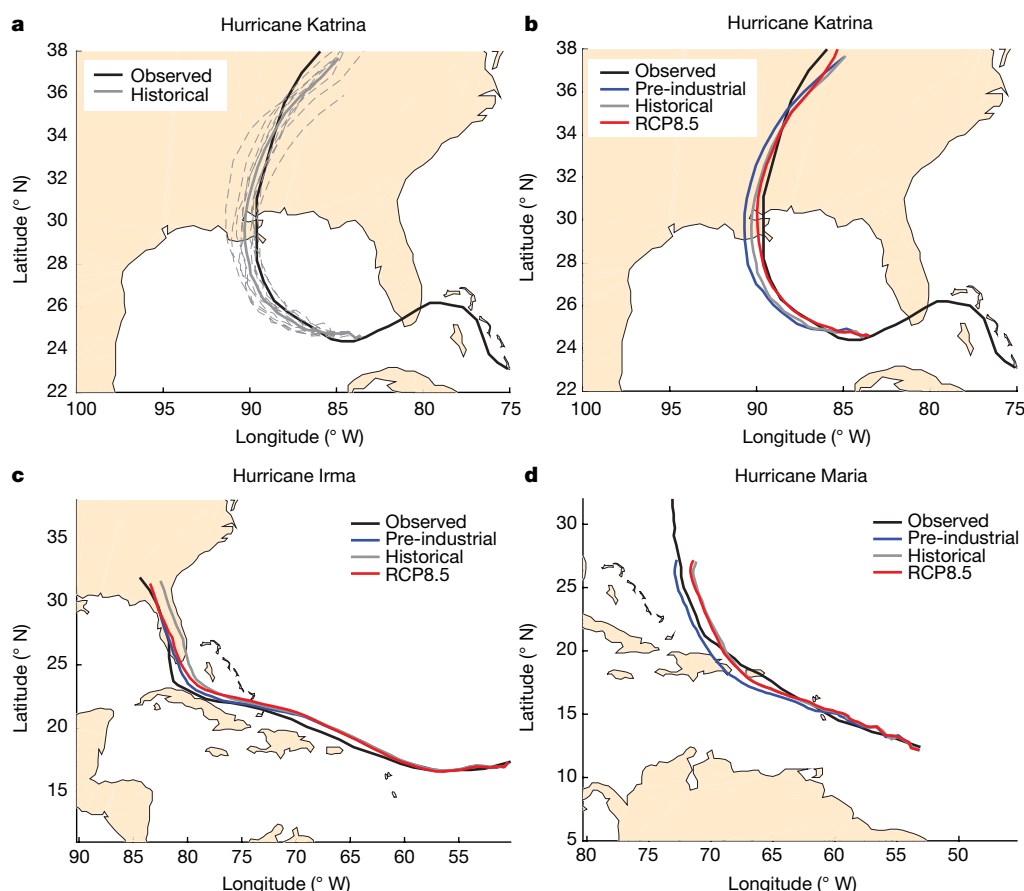 a
Hurricane Katrina
38
36
34
32
30
28
26
24
22
100
95
90
85
80
75
Latitude (° N)
Longitude (° W)
Observed
Historical
b
Hurricane Katrina
38
36
34
32
30
28
26
24
22
100
95
90
85
80
75
Latitude (° N)
Longitude (° W)
Observed
Pre-industrial
Historical
RCP8.5
c
Hurricane Irma
35
30
25
20
15
90
85
80
75
70
65
60
55
Latitude (° N)
Longitude (° W)
Observed
Pre-industrial
Historical
RCP8.5
d
Hurricane Maria
30
25
20
15
10
5
80
75
70
65
60
55
50
Latitude (° N)
Longitude (° W)
Observed
Pre-industrial
Historical
RCP8.5